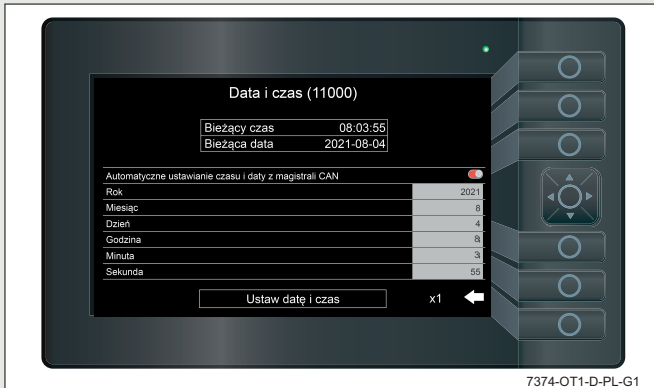 Data i czas (11000)
Bieżący czas 08:03:55
Bieżąca data 2021-08-04
Automatyczne ustawianie czasu i daty z magistrali CAN
Rok 2021
Miesiąc 8
Dzień 4
Godzina 8
Minuta 3
Sekunda 55
Ustaw datę i czas x1
7374-OT1-D-PL-G1